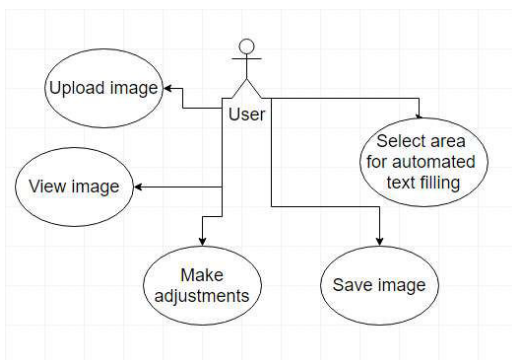 Upload image
User
Select area
for automated
text filling
View image
Make
adjustments
Save image